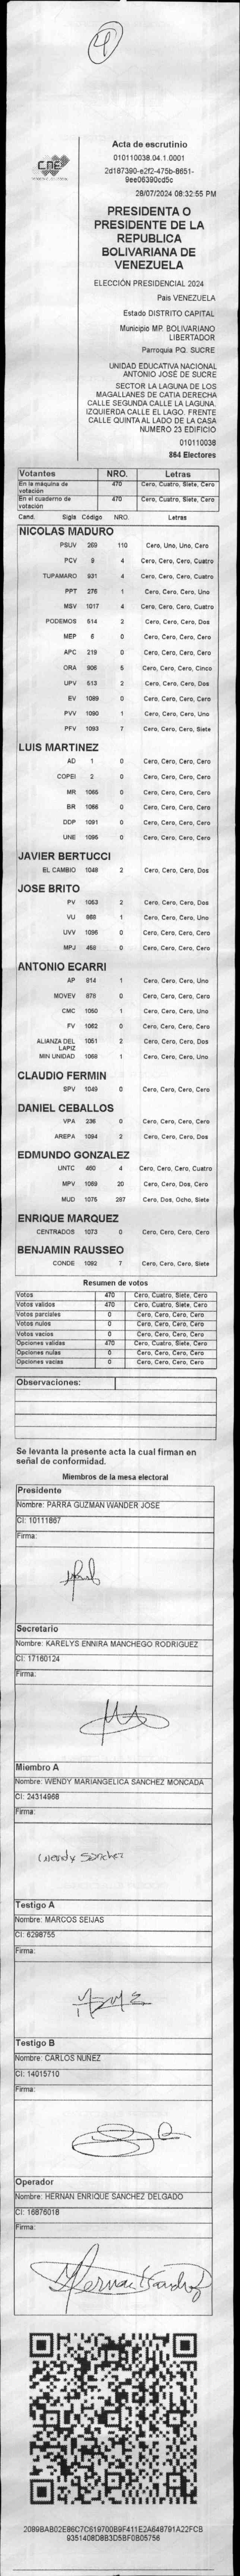 4
CNE
Acta de escrutinio
010110038.04.1.0001
2d187390-e2f2-475b-8651-
9ee06390cd5c
28/07/2024 08:32:55 PM
PRESIDENTA O
PRESIDENTE DE LA
REPUBLICA
BOLIVARIANA DE
VENEZUELA
ELECCIÓN PRESIDENCIAL 2024
Pais VENEZUELA
Estado DISTRITO CAPITAL
Municipio MP. BOLIVARIANO
LIBERTADOR
Parroquia PQ. SUCRE
UNIDAD EDUCATIVA NACIONAL
ANTONIO JOSÉ DE SUCRE
SECTOR LA LAGUNA DE LOS
MAGALLANES DE CATIA DERECHA
CALLE SEGUNDA CALLE LA LAGUNA.
IZQUIERDA CALLE EL LAGO. FRENTE
CALLE QUINTA AL LADO DE LA CASA
NUMERO 23 EDIFICIO
010110038
864 Electores
Votantes NRO. Letras
En la máquina de votación 470 Cero, Cuatro, Siete, Cero
En el cuaderno de votación 470 Cero, Cuatro, Siete, Cero
Cand. Sigla Código NRO. Letras
NICOLAS MADURO
PSUV 269 110 Cero, Uno, Uno, Cero
PCV 9 4 Cero, Cero, Cero, Cuatro
TUPAMARO 931 4 Cero, Cero, Cero, Cuatro
PPT 275 1 Cero, Cero, Cero, Uno
MSV 1017 4 Cero, Cero, Cero, Cuatro
PODEMOS 514 2 Cero, Cero, Cero, Dos
MEP 5 0 Cero, Cero, Cero, Cero
APC 219 0 Cero, Cero, Cero, Cero
ORA 906 5 Cero, Cero, Cero, Cinco
UPV 513 2 Cero, Cero, Cero, Dos
EV 1089 0 Cero, Cero, Cero, Cero
PVV 1090 1 Cero, Cero, Cero, Uno
PFV 1093 7 Cero, Cero, Cero, Siete
LUIS MARTINEZ
AD 1 0 Cero, Cero, Cero, Cero
COPEI 2 0 Cero, Cero, Cero, Cero
MR 1065 0 Cero, Cero, Cero, Cero
BR 1066 0 Cero, Cero, Cero, Cero
DDP 1091 0 Cero, Cero, Cero, Cero
UNE 1095 0 Cero, Cero, Cero, Cero
JAVIER BERTUCCI
EL CAMBIO 1048 2 Cero, Cero, Cero, Dos
JOSE BRITO
PV 1053 2 Cero, Cero, Cero, Dos
VU 1 Cero, Cero, Cero, Uno
UVV 1096 0 Cero, Cero, Cero, Cero
MPJ 458 0 Cero, Cero, Cero, Cero
ANTONIO ECARRI
AP 814 1 Cero, Cero, Cero, Uno
MOVEV 878 0 Cero, Cero, Cero, Cero
CMC 1050 1 Cero, Cero, Cero, Uno
FV 1062 0 Cero, Cero, Cero, Cero
ALIANZA DEL LAPIZ 1051 2 Cero, Cero, Cero, Dos
MIN UNIDAD 1068 1 Cero, Cero, Cero, Uno
CLAUDIO FERMIN
SPV 1049 0 Cero, Cero, Cero, Cero
DANIEL CEBALLOS
VPA 236 0 Cero, Cero, Cero, Cero
AREPA 1094 2 Cero, Cero, Cero, Dos
EDMUNDO GONZALEZ
UNTC 460 4 Cero, Cero, Cero, Cuatro
MPV 1059 20 Cero, Cero, Dos, Cero
MUD 1075 287 Cero, Dos, Ocho, Siete
ENRIQUE MARQUEZ
CENTRADOS 1073 0 Cero, Cero, Cero, Cero
BENJAMIN RAUSSEO
CONDE 1092 7 Cero, Cero, Cero, Siete
Resumen de votos
Votos 470 Cero, Cuatro, Siete, Cero
Votos validos 470 Cero, Cuatro, Siete, Cero
Votos parciales 0 Cero, Cero, Cero, Cero
Votos nulos 0 Cero, Cero, Cero, Cero
Votos vacios 0 Cero, Cero, Cero, Cero
Opciones validas 470 Cero, Cuatro, Siete, Cero
Opciones nulas 0 Cero, Cero, Cero, Cero
Opciones vacias 0 Cero, Cero, Cero, Cero
Observaciones:
Se levanta la presente acta la cual firman en
señal de conformidad.
Miembros de la mesa electoral
Presidente
Nombre: PARRA GUZMAN WANDER JOSE
CI: 10111867
Firma:
Secretario
Nombre: KARELYS ENNIRA MANCHEGO RODRIGUEZ
CI: 17160124
Firma:
Miembro A
Nombre: WENDY MARIANGELICA SANCHEZ MONCADA
CI: 24314968
Firma:
Wendy Sanchez
Testigo A
Nombre: MARCOS SEIJAS
CI: 6298755
Firma:
Testigo B
Nombre: CARLOS NUÑEZ
CI: 14015710
Firma:
Operador
Nombre: HERNAN ENRIQUE SANCHEZ DELGADO
CI: 16876018
Firma:
2089BAB02E86C7C619700B9F411E2A648791A22FCB
9351408D8B3D5BF0B05756